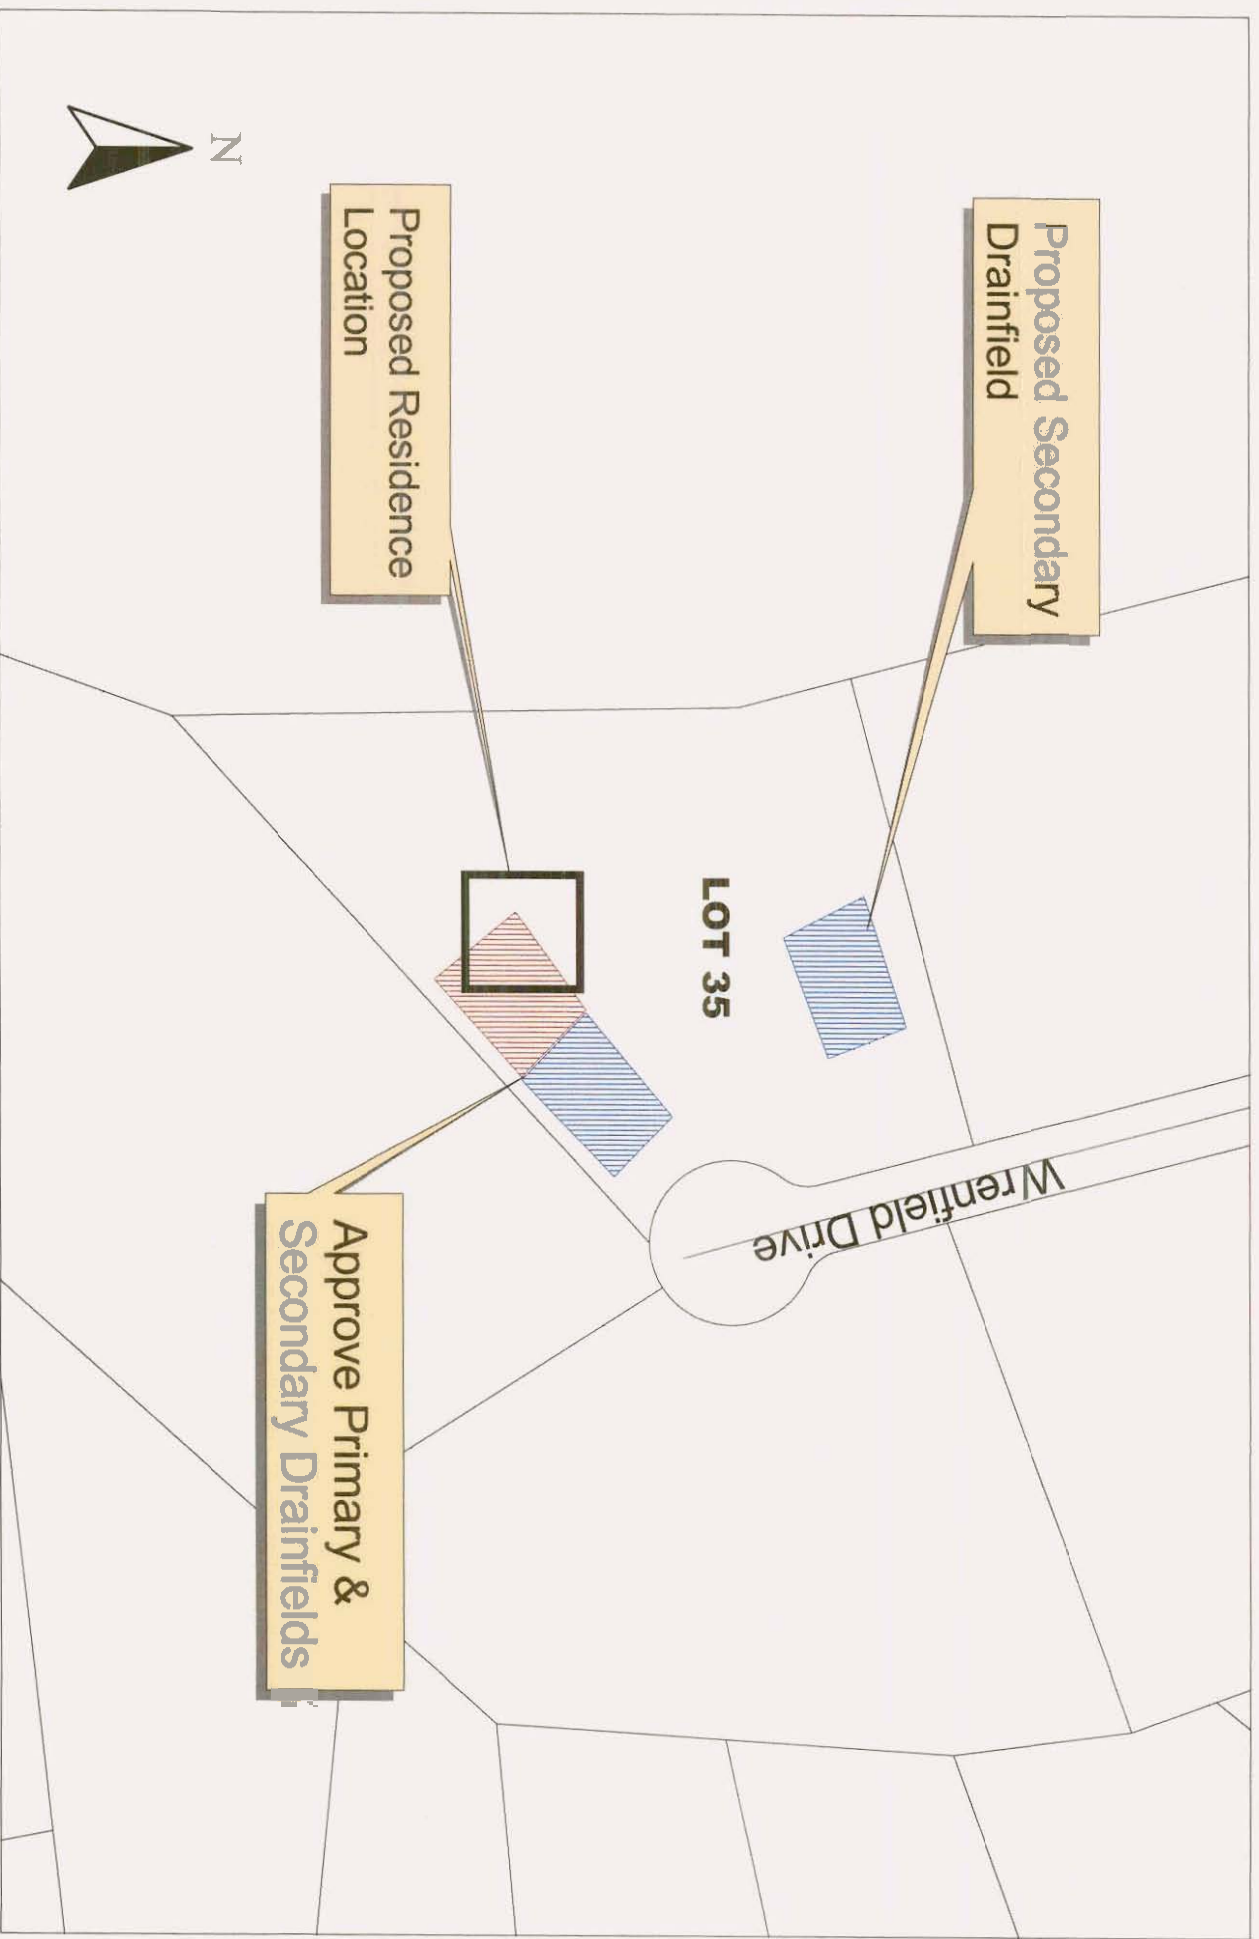 N
Proposed Secondary
Drainfield
Proposed Residence
Location
LOT 35
Wrenfield Drive
Approve Primary &
Secondary Drainfields